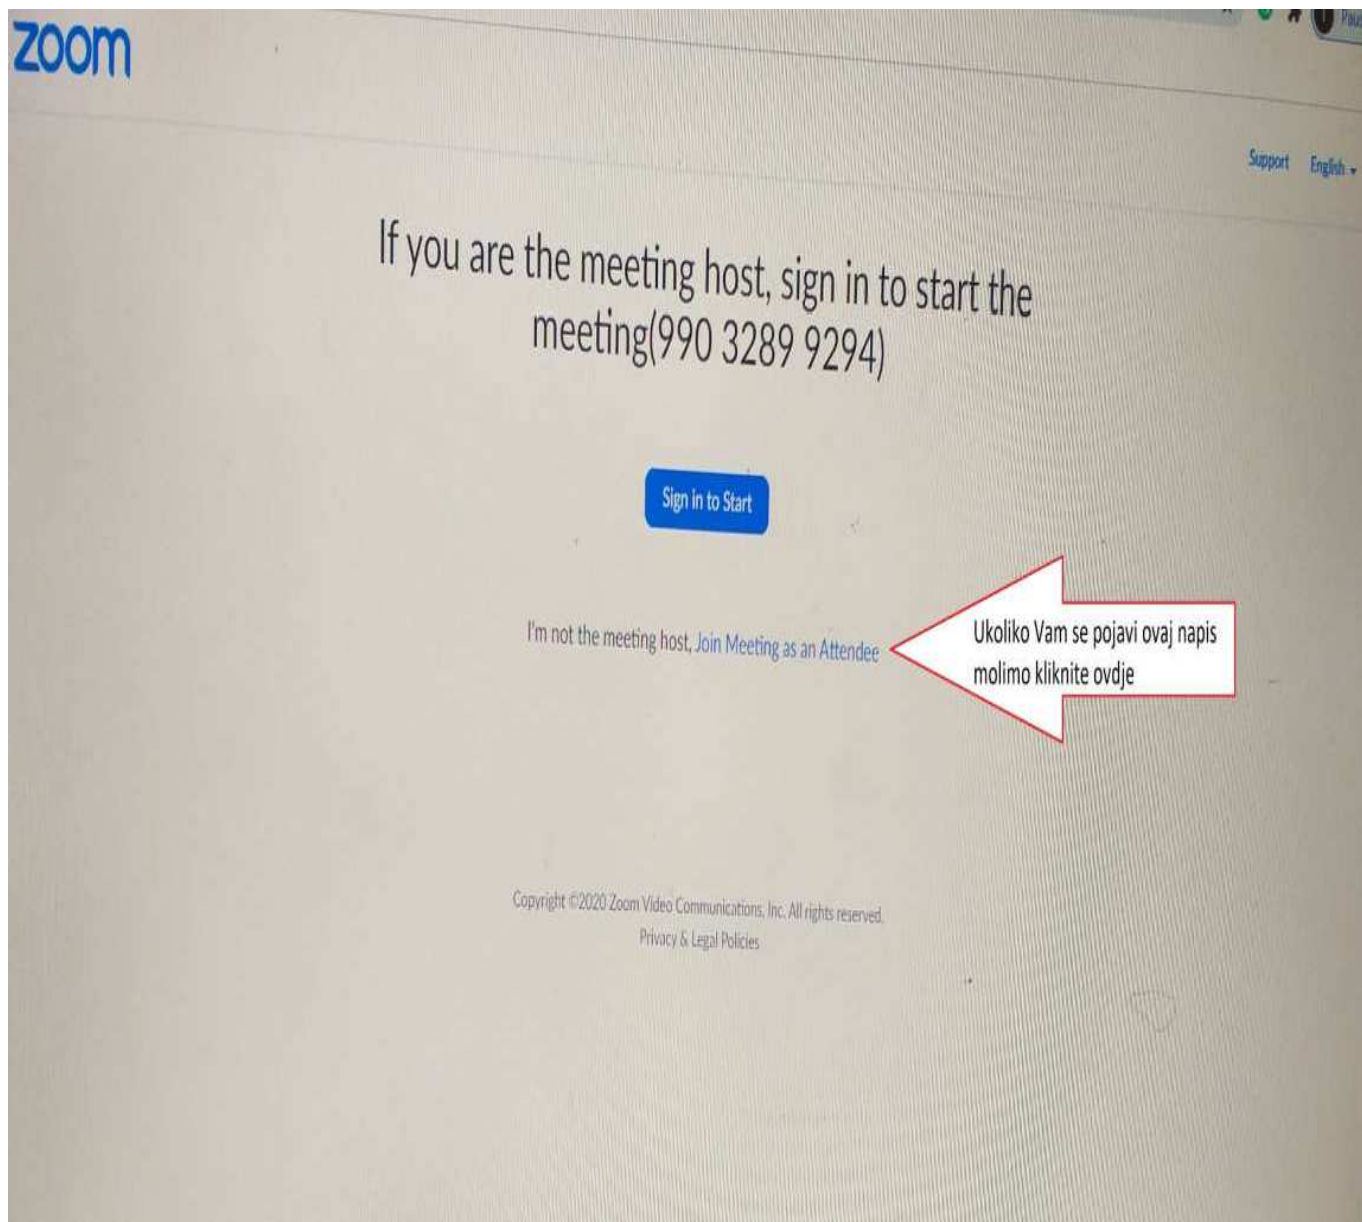 zoom
Support English
If you are the meeting host, sign in to start the
meeting(990 3289 9294)
Sign in to Start
I'm not the meeting host, Join Meeting as an Attendee
Ukoliko Vam se pojavi ovaj napis
molimo kliknite ovdje
Copyright ©2020 Zoom Video Communications, Inc. All rights reserved.
Privacy & Legal Policies